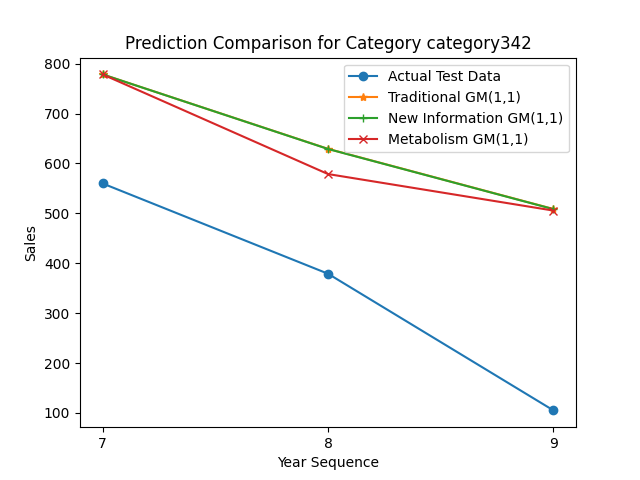 Prediction Comparison for Category category342
Actual Test Data
Traditional GM(1,1)
New Information GM(1,1)
Metabolism GM(1,1)
800
700
600
500
400
300
200
100
Sales
7
8
9
Year Sequence